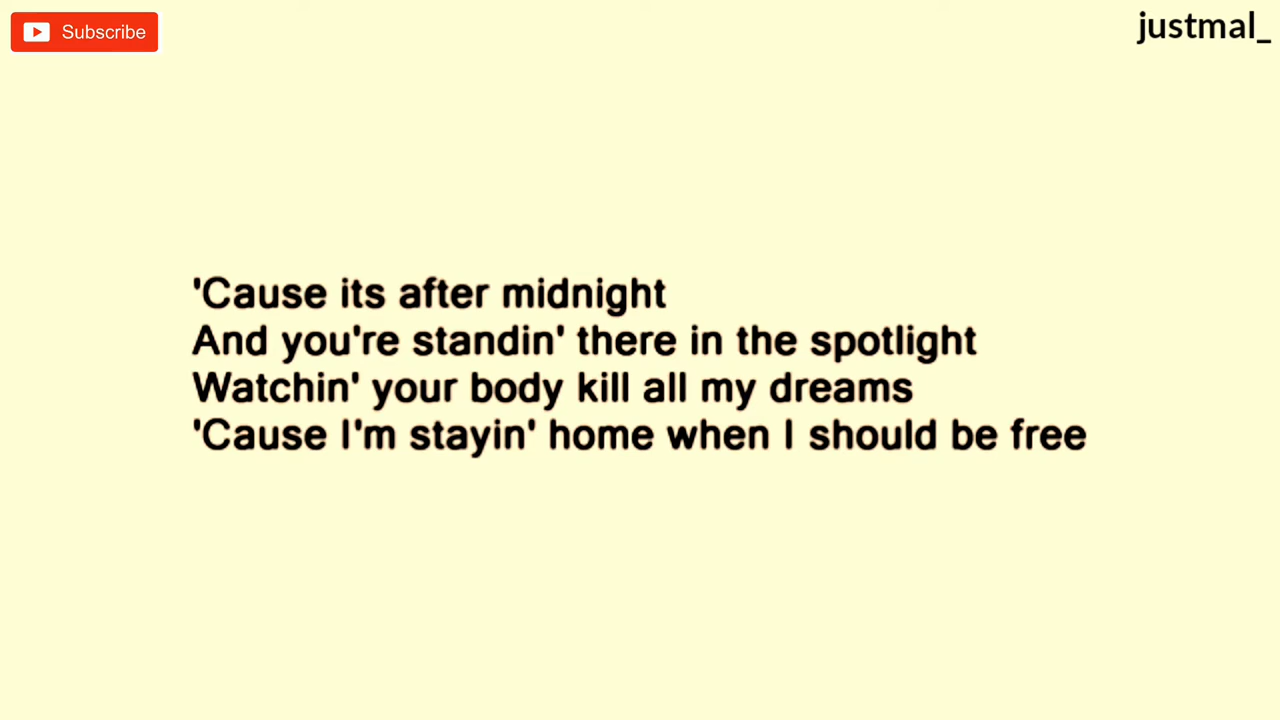 Subscribe
justmal_
'Cause its after midnight
And you're standin' there in the spotlight
Watchin' your body kill all my dreams
'Cause I'm stayin' home when I should be free